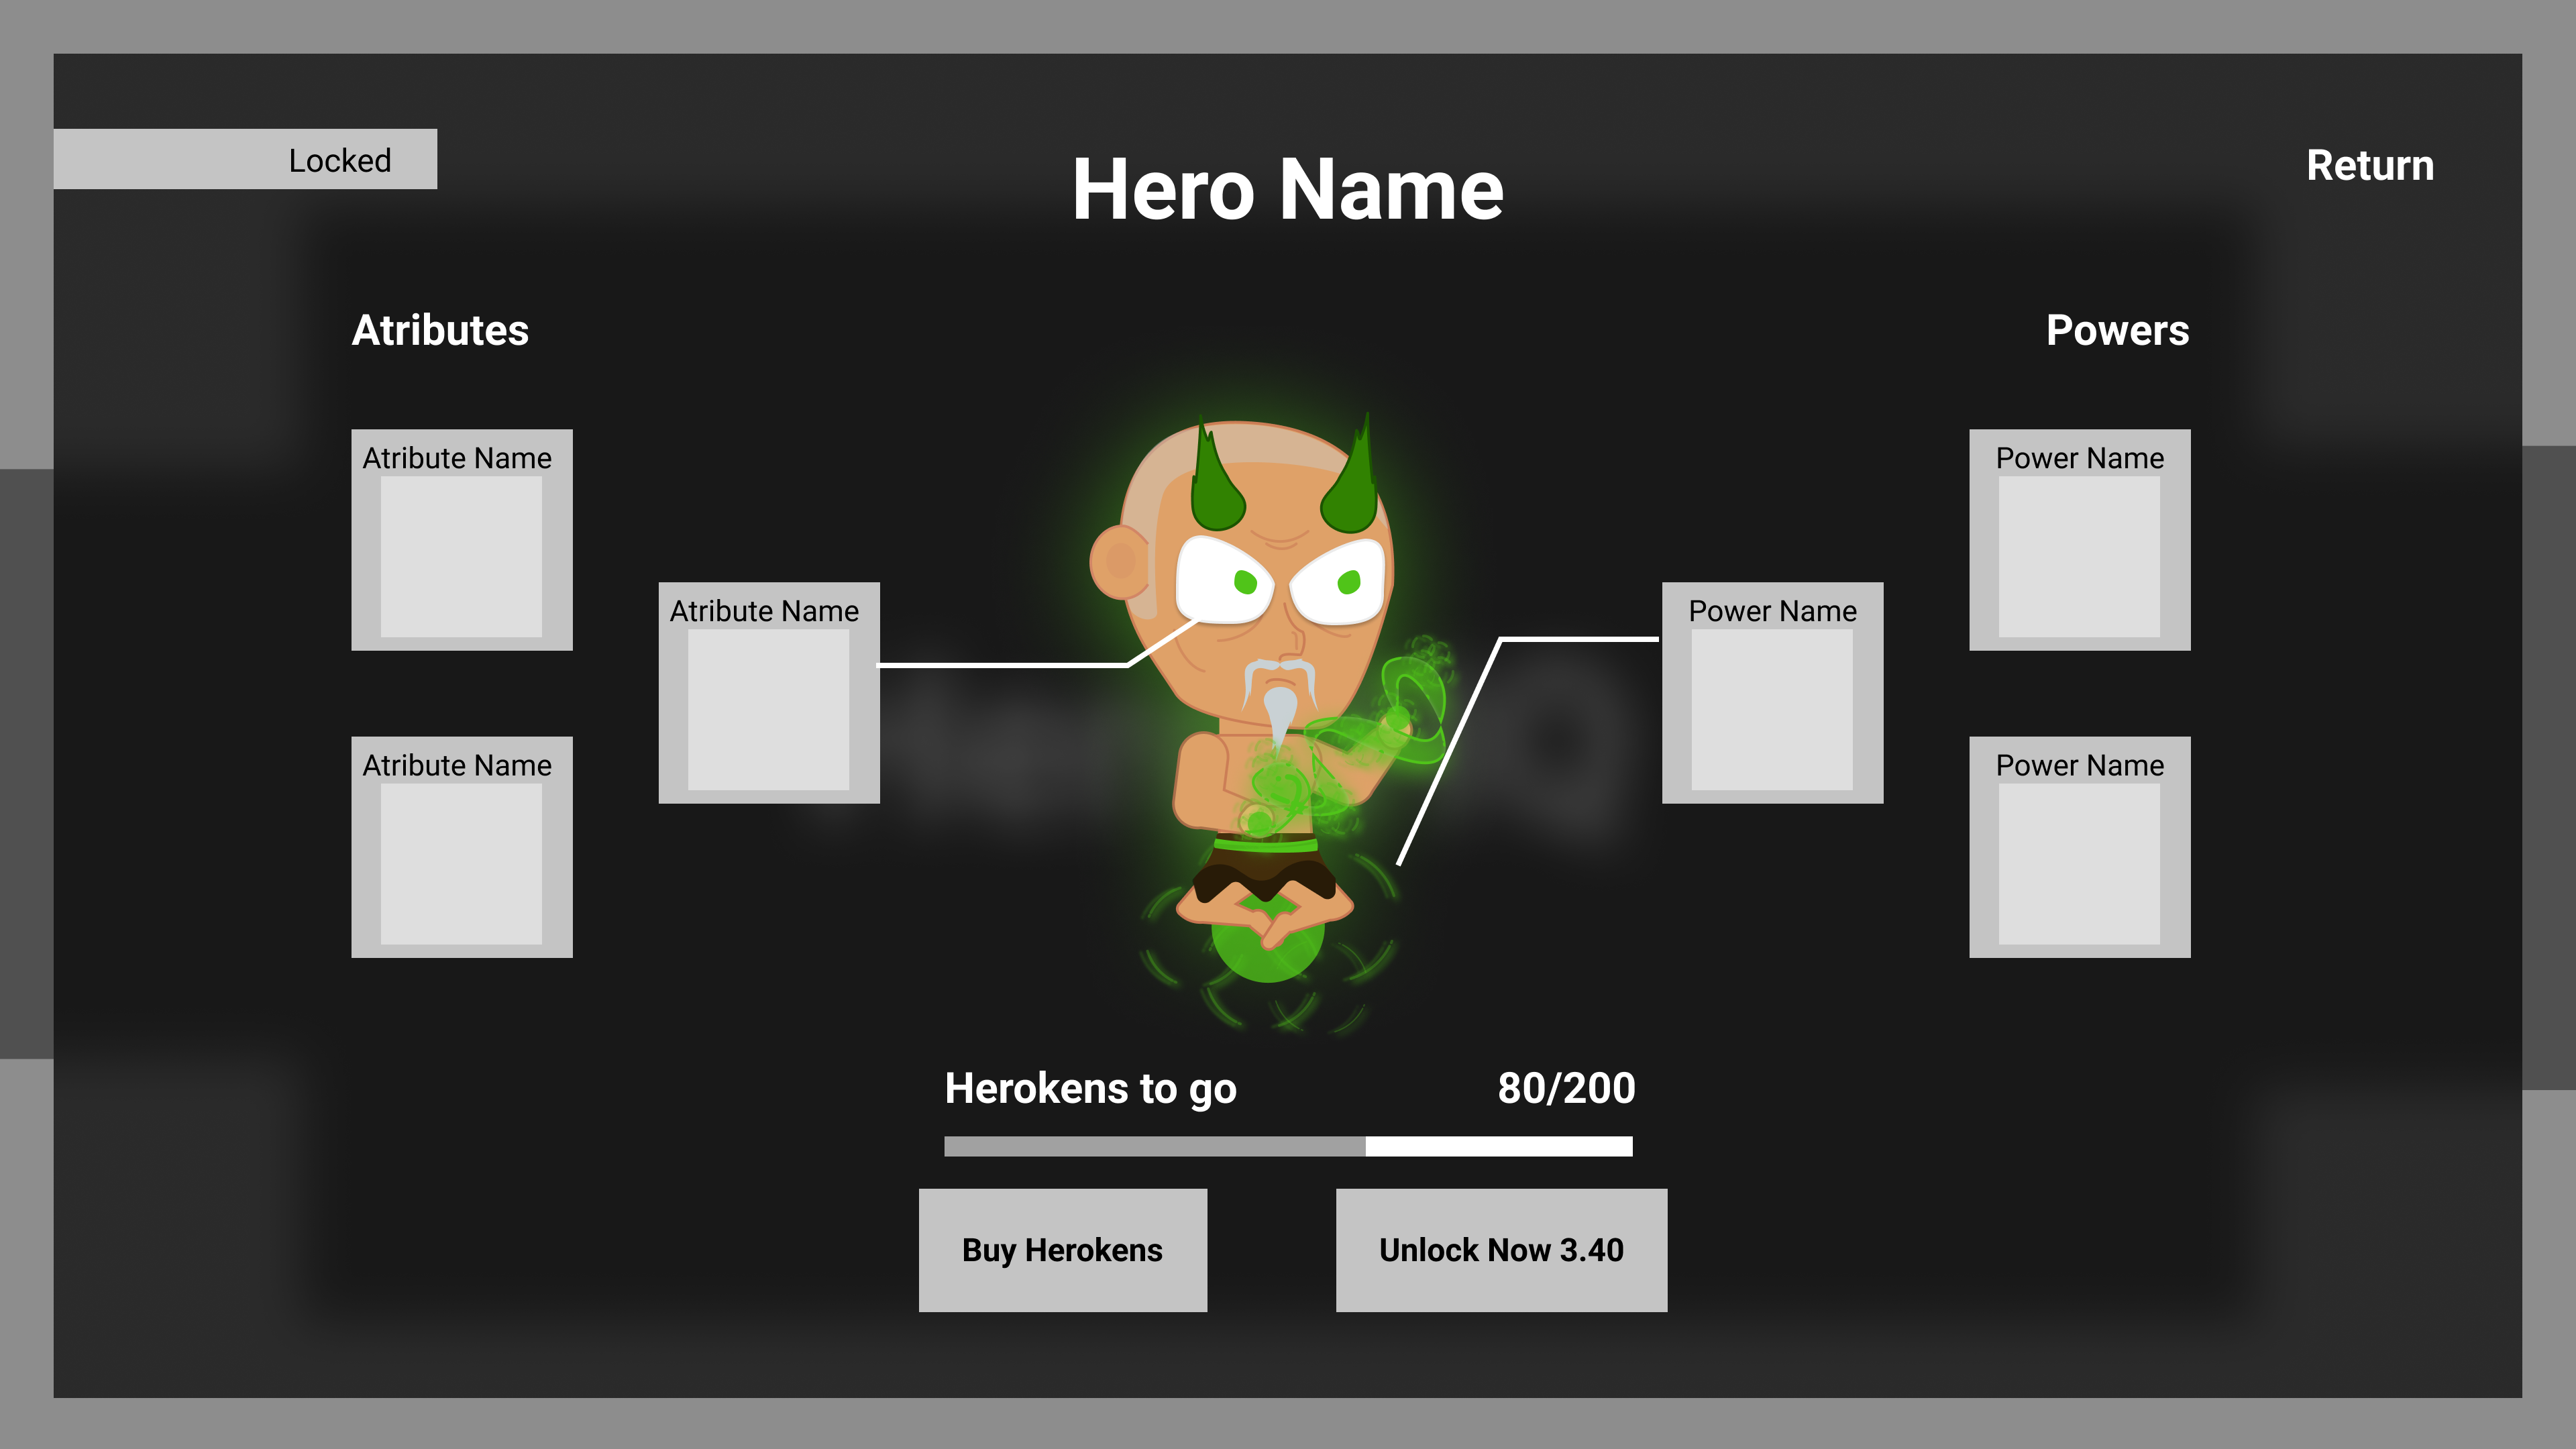 Locked
Hero Name
Return
Atributes
Powers
Atribute Name
Power Name
Atribute Name
Power Name
Atribute Name
Power Name
Herokens to go
80/200
Buy Herokens
Unlock Now 3.40